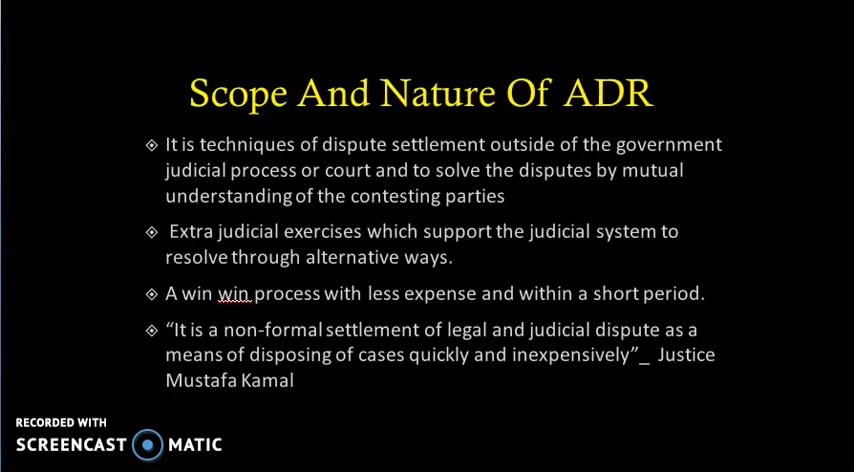 Scope And Nature Of ADR
It is techniques of dispute settlement outside of the government
judicial process or court and to solve the disputes by mutual
understanding of the contesting parties
Extra judicial exercises which support the judicial system to
resolve through alternative ways.
A win win process with less expense and within a short period.
“It is a non-formal settlement of legal and judicial dispute as a
means of disposing of cases quickly and inexpensively”_ Justice
Mustafa Kamal
RECORDED WITH
SCREENCAST MATIC